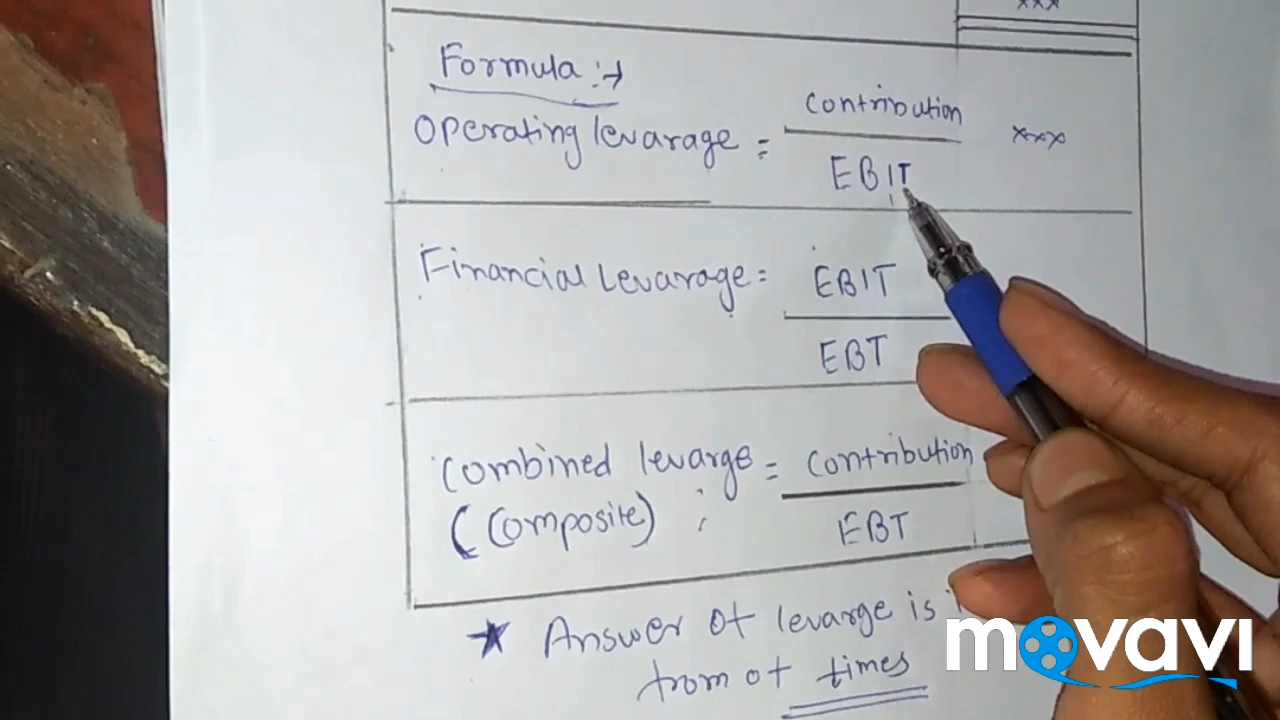 xxx
Formula :→
Operating levarage = Contribution
xxx
EBIT
Financial Levarage = EBIT
EBT
Combined levarge = Contribution
(Composite) :
EBT
★ Answer of levarge is
from of times
movavi